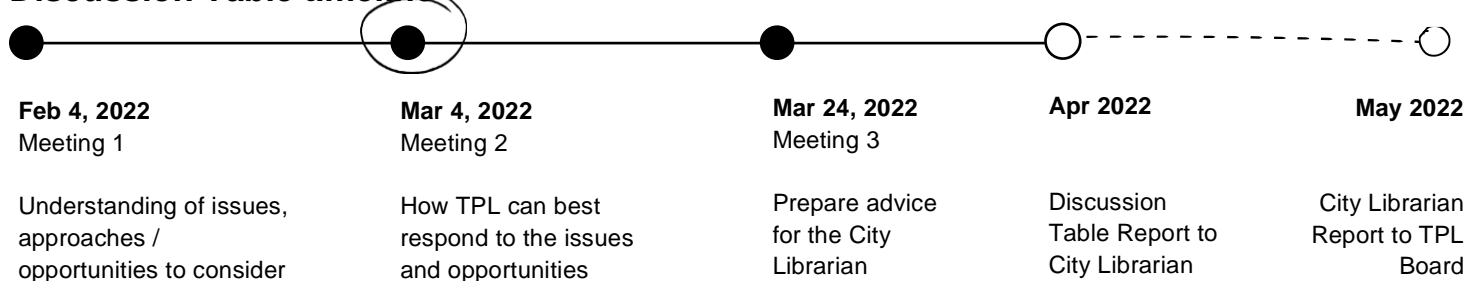 Discussion Table timeline
Feb 4, 2022
Meeting 1
Understanding of issues,
approaches /
opportunities to consider
Mar 4, 2022
Meeting 2
How TPL can best
respond to the issues
and opportunities
Mar 24, 2022
Meeting 3
Prepare advice
for the City
Librarian
Apr 2022
Discussion
Table Report to
City Librarian
May 2022
City Librarian
Report to TPL
Board